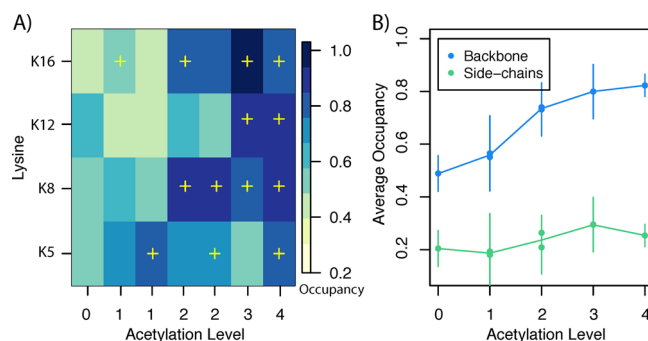 A)
K16
K12
K8
K5
Lysine
+ + + +
+ +
+ + + +
+ + +
0 1 1 2 2 3 4
Acetylation Level
1.0
0.8
0.6
0.4
0.2
Occupancy
B)
Backbone
Side-chains
1.0
0.8
0.6
0.4
0.2
Average Occupancy
0 1 2 3 4
Acetylation Level